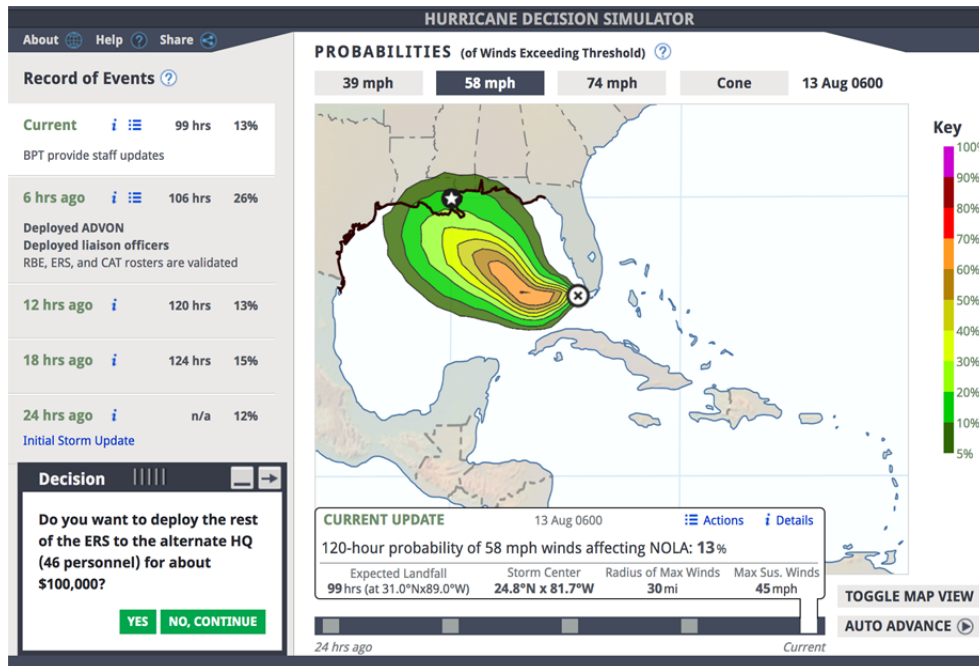 HURRICANE DECISION SIMULATOR
About Help ? Share
Record of Events ?
Current i 99 hrs 13%
BPT provide staff updates
6 hrs ago i 106 hrs 26%
Deployed ADVON
Deployed liaison officers
RBE, ERS, and CAT rosters are validated
12 hrs ago i 120 hrs 13%
18 hrs ago i 124 hrs 15%
24 hrs ago i n/a 12%
Initial Storm Update
Decision
Do you want to deploy the rest
of the ERS to the alternate HQ
(46 personnel) for about
$100,000?
YES NO, CONTINUE
PROBABILITIES (of Winds Exceeding Threshold) ?
39 mph 58 mph 74 mph Cone 13 Aug 0600
Key
100%
90%
80%
70%
60%
50%
40%
30%
20%
10%
5%
CURRENT UPDATE 13 Aug 0600 Actions i Details
120-hour probability of 58 mph winds affecting NOLA: 13%
Expected Landfall Storm Center Radius of Max Winds Max Sus. Winds
99 hrs (at 31.0°Nx89.0°W) 24.8°N x 81.7°W 30 mi 45 mph
24 hrs ago Current
TOGGLE MAP VIEW
AUTO ADVANCE